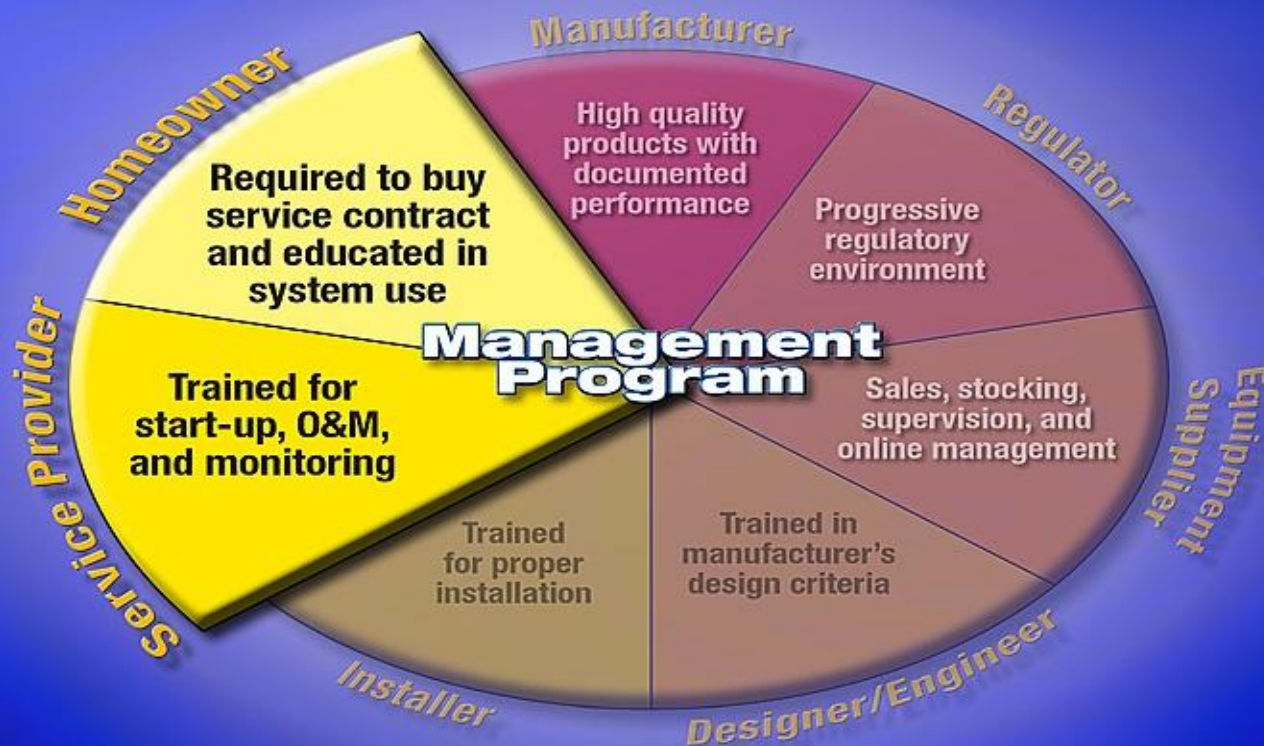 Manufacturer
High quality
products with
documented
performance
Regulator
Progressive
regulatory
environment
Equipment
Supplier
Sales, stocking,
supervision, and
online management
Designer/Engineer
Trained in
manufacturer's
design criteria
Installer
Trained
for proper
installation
Service Provider
Trained for
start-up, O&M,
and monitoring
Homeowner
Required to buy
service contract
and educated in
system use
Management
Program